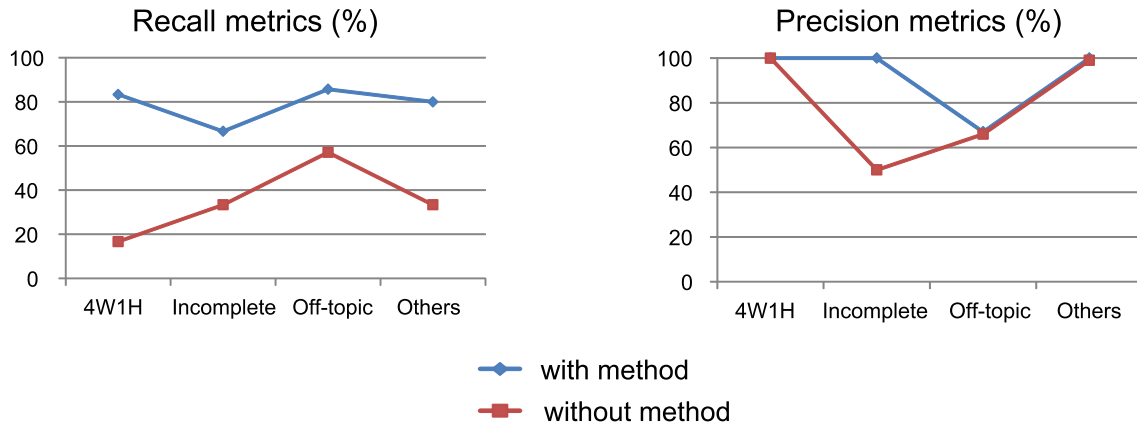 Recall metrics (%)
100
80
60
40
20
0
4W1H Incomplete Off-topic Others
Precision metrics (%)
100
80
60
40
20
0
4W1H Incomplete Off-topic Others
with method
without method